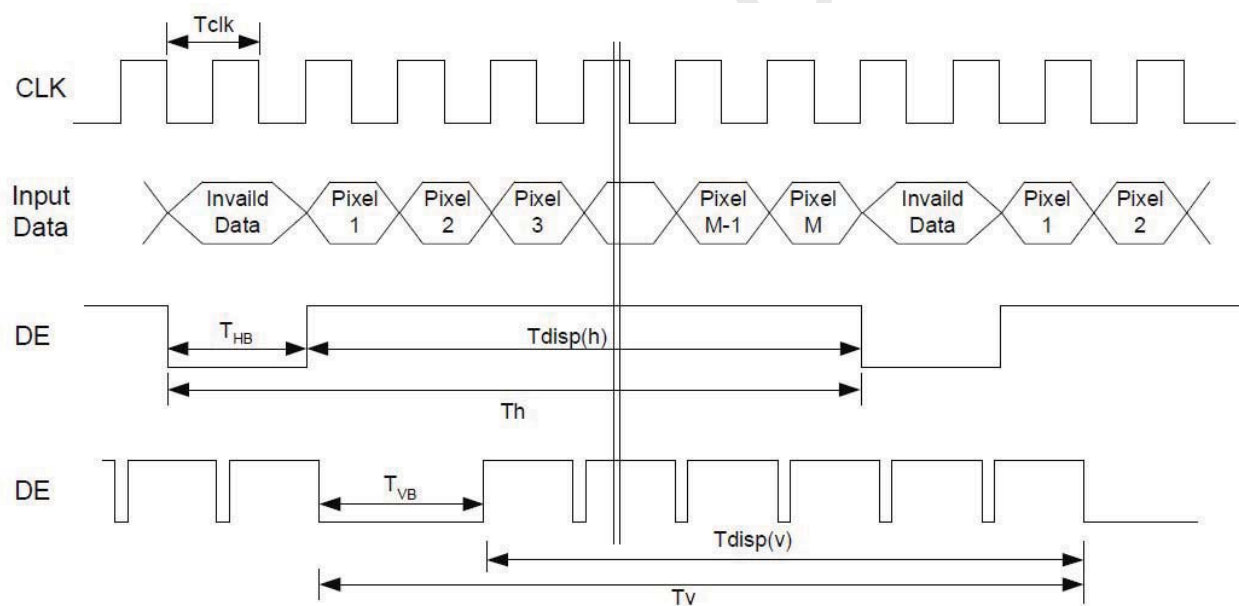 Tclk
CLK
Input
Data
Invaild
Data
Pixel
1
Pixel
2
Pixel
3
Pixel
M-1
Pixel
M
Invaild
Data
Pixel
1
Pixel
2
DE
THB
Tdisp(h)
Th
DE
TVB
Tdisp(v)
Tv